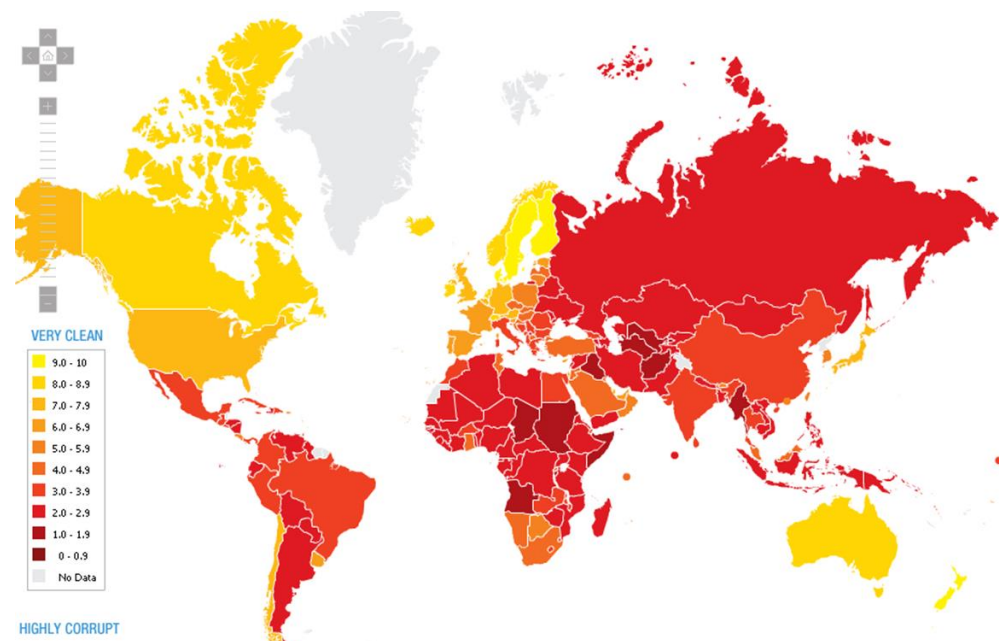 VERY CLEAN
9.0 - 10
8.0 - 8.9
7.0 - 7.9
6.0 - 6.9
5.0 - 5.9
4.0 - 4.9
3.0 - 3.9
2.0 - 2.9
1.0 - 1.9
0 - 0.9
No Data
HIGHLY CORRUPT